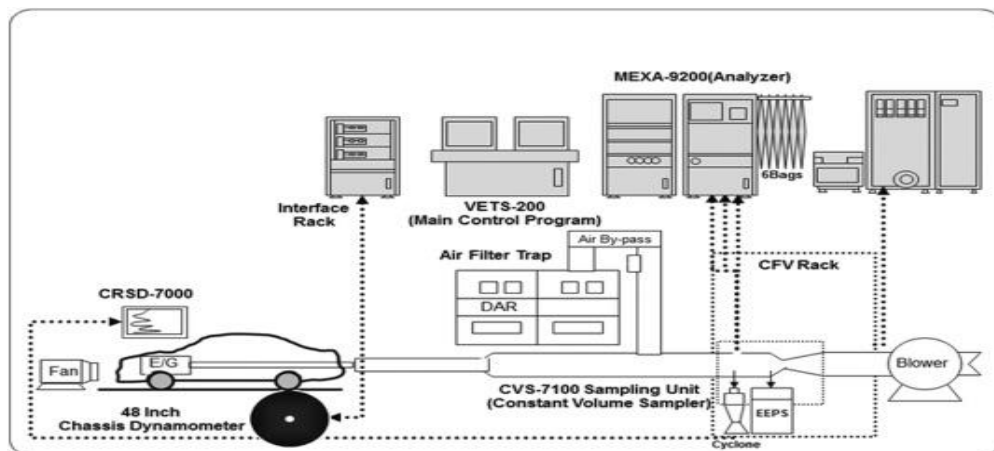 MEXA-9200(Analyzer)
6Bags
Interface
Rack
VETS-200
(Main Control Program)
Air By-pass
Air Filter Trap
CFV Rack
CRSD-7000
DAR
E/G
Fan
Blower
CVS-7100 Sampling Unit
(Constant Volume Sampler)
EEPS
48 Inch
Chassis Dynamometer
Cyclone